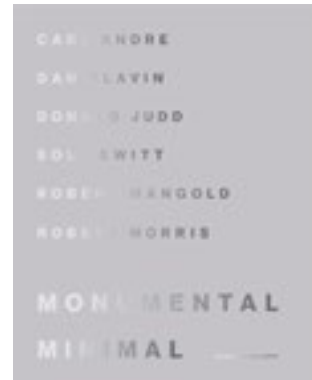 CARL ANDRE
DAN FLAVIN
DONALD JUDD
SOL LEWITT
ROBERT MANGOLD
ROBERT MORRIS
MONUMENTAL
MINIMAL